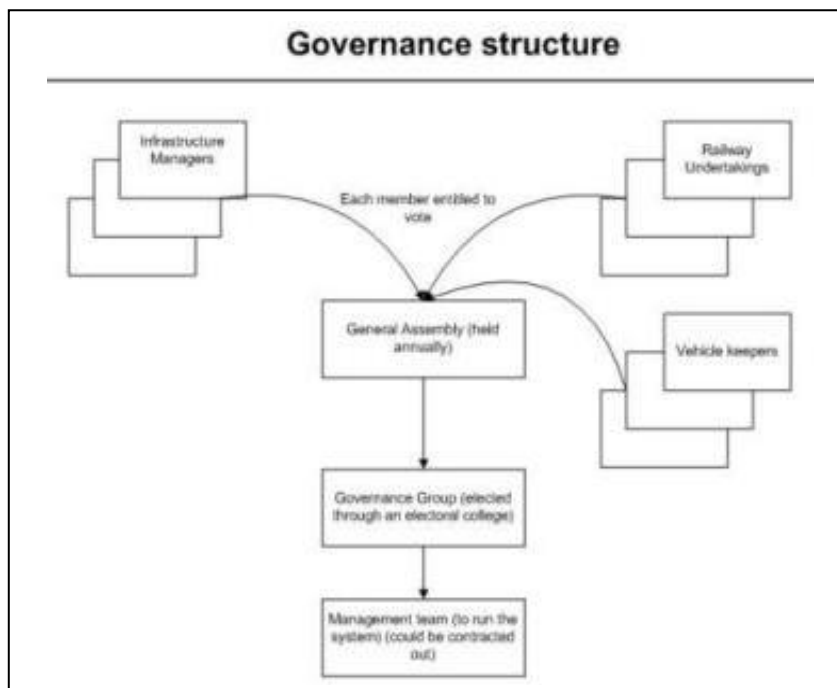 Governance structure
Infrastructure
Managers
Railway
Undertakings
Each member entitled to
vote
General Assembly (held
annually)
Vehicle keepers
Governance Group (elected
through an electoral college)
Management team (to run the
system) (could be contracted
out)